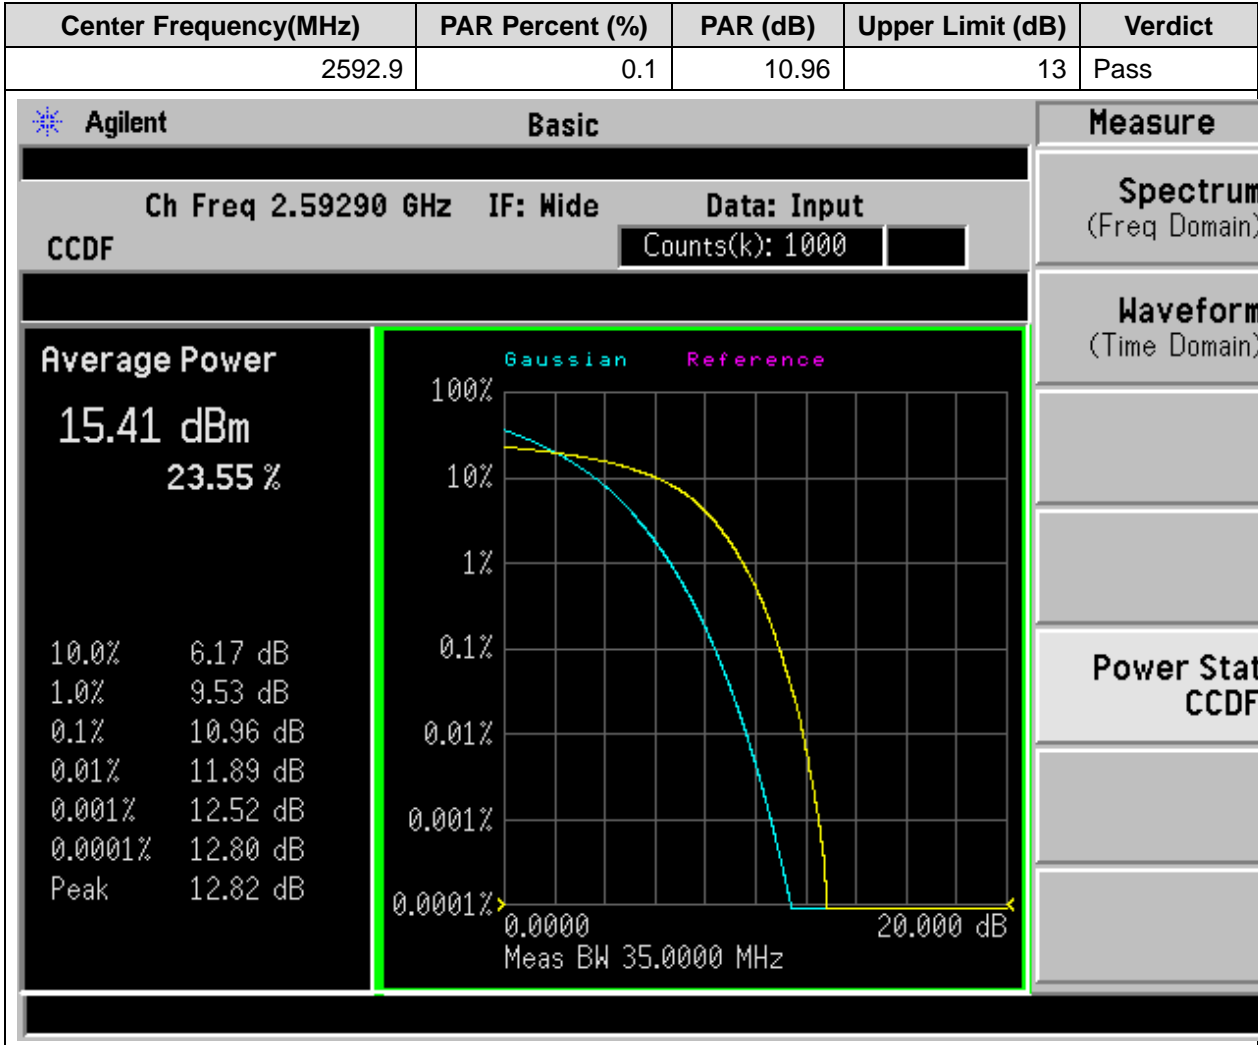 Center Frequency(MHz) PAR Percent (%) PAR (dB) Upper Limit (dB) Verdict
2592.9 0.1 10.96 13 Pass
Agilent Basic Measure
Ch Freq 2.59290 GHz IF: Wide Data: Input
CCDF Counts(k): 1000
Spectrum
(Freq Domain)
Waveform
(Time Domain)
Power Stat
CCDF
Average Power
15.41 dBm
23.55 %
10.0% 6.17 dB
1.0% 9.53 dB
0.1% 10.96 dB
0.01% 11.89 dB
0.001% 12.52 dB
0.0001% 12.80 dB
Peak 12.82 dB
Gaussian Reference
100%
10%
1%
0.1%
0.01%
0.001%
0.0001%
0.0000 20.000 dB
Meas BW 35.0000 MHz